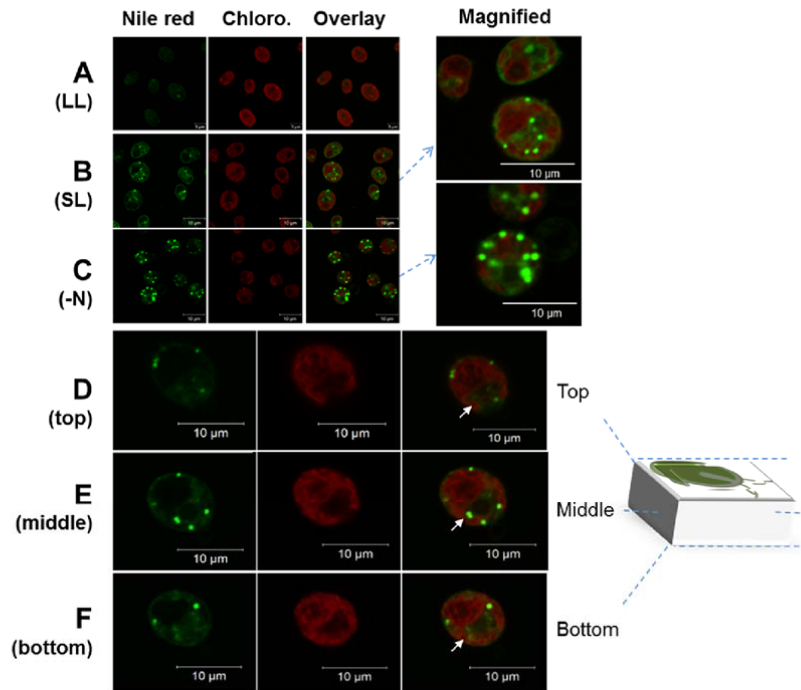 Nile red Chloro. Overlay Magnified
A
(LL)
B
(SL)
10 µm
10 µm 10 µm 10 µm
C
(-N)
10 µm 10 µm 10 µm
10 µm
D
(top)
10 µm 10 µm 10 µm
Top
E
(middle)
10 µm 10 µm 10 µm
Middle
F
(bottom)
10 µm 10 µm 10 µm
Bottom